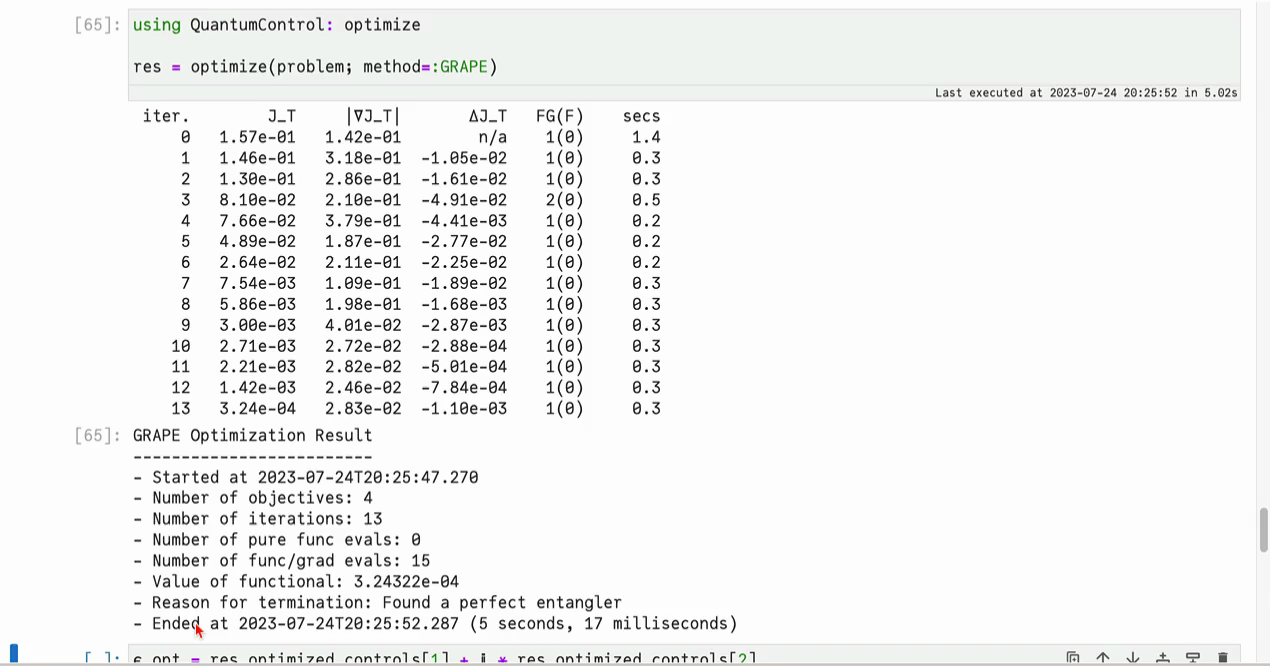 [65]: using QuantumControl: optimize
res = optimize(problem; method=:GRAPE)
Last executed at 2023-07-24 20:25:52 in 5.02s
iter. J_T |∇J_T| ΔJ_T FG(F) secs
0 1.57e-01 1.42e-01 n/a 1(0) 1.4
1 1.46e-01 3.18e-01 -1.05e-02 1(0) 0.3
2 1.30e-01 2.86e-01 -1.61e-02 1(0) 0.3
3 8.10e-02 2.10e-01 -4.91e-02 2(0) 0.5
4 7.66e-02 3.79e-01 -4.41e-03 1(0) 0.2
5 4.89e-02 1.87e-01 -2.77e-02 1(0) 0.2
6 2.64e-02 2.11e-01 -2.25e-02 1(0) 0.2
7 7.54e-03 1.09e-01 -1.89e-02 1(0) 0.3
8 5.86e-03 1.98e-01 -1.68e-03 1(0) 0.3
9 3.00e-03 4.01e-02 -2.87e-03 1(0) 0.3
10 2.71e-03 2.72e-02 -2.88e-04 1(0) 0.3
11 2.21e-03 2.82e-02 -5.01e-04 1(0) 0.3
12 1.42e-03 2.46e-02 -7.84e-04 1(0) 0.3
13 3.24e-04 2.83e-02 -1.10e-03 1(0) 0.3
[65]: GRAPE Optimization Result
-------------------------
- Started at 2023-07-24T20:25:47.270
- Number of objectives: 4
- Number of iterations: 13
- Number of pure func evals: 0
- Number of func/grad evals: 15
- Value of functional: 3.24322e-04
- Reason for termination: Found a perfect entangler
- Ended at 2023-07-24T20:25:52.287 (5 seconds, 17 milliseconds)
[ ]: ϵ_opt = res.optimized_controls[1] + i * res.optimized_controls[2]